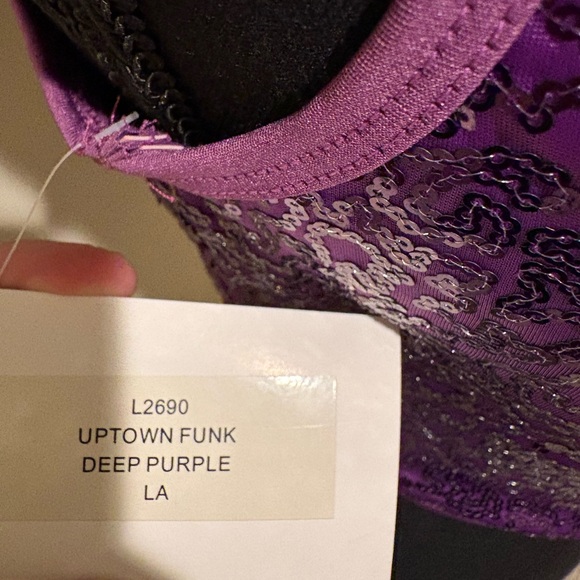 L2690
UPTOWN FUNK
DEEP PURPLE
LA